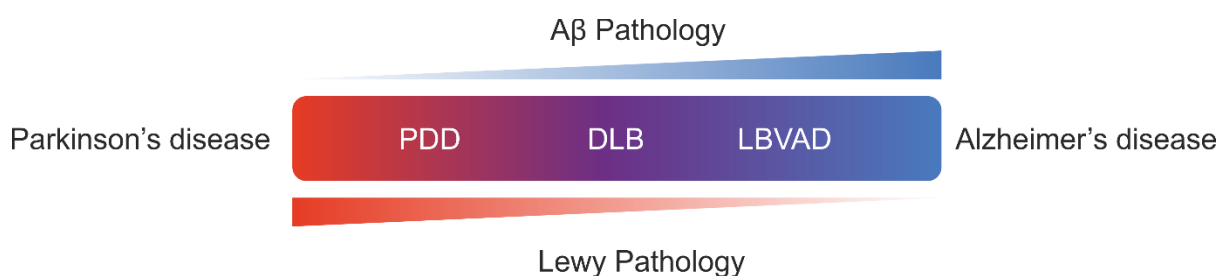 Aβ Pathology
Parkinson’s disease PDD DLB LBVAD Alzheimer’s disease
Lewy Pathology